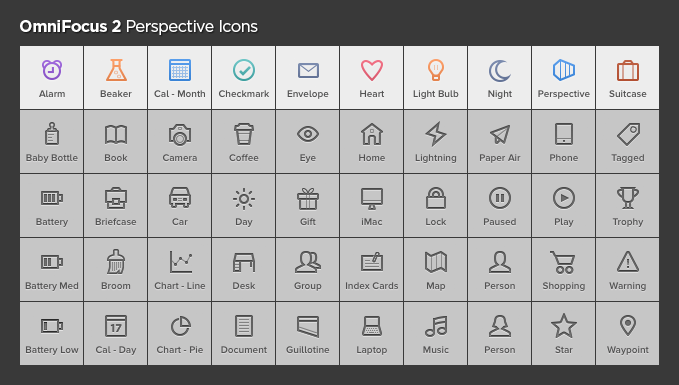 OmniFocus 2 Perspective Icons
Alarm Beaker Cal - Month Checkmark Envelope Heart Light Bulb Night Perspective Suitcase
Baby Bottle Book Camera Coffee Eye Home Lightning Paper Air Phone Tagged
Battery Briefcase Car Day Gift iMac Lock Paused Play Trophy
Battery Med Broom Chart - Line Desk Group Index Cards Map Person Shopping Warning
17
Battery Low Cal - Day Chart - Pie Document Guillotine Laptop Music Person Star Waypoint